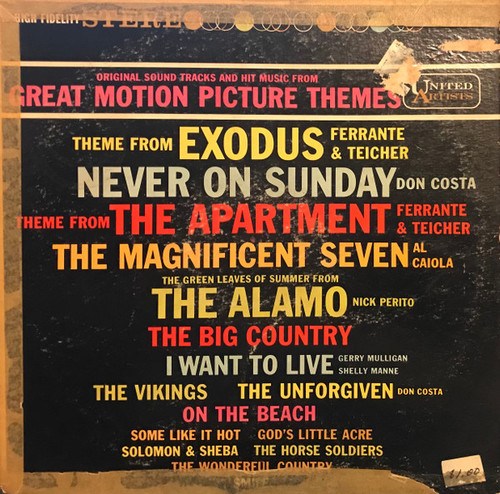 HIGH FIDELITY STEREO
ORIGINAL SOUND TRACKS AND HIT MUSIC FROM
GREAT MOTION PICTURE THEMES
UNITED
ARTISTS
THEME FROM EXODUS FERRANTE
& TEICHER
NEVER ON SUNDAY DON COSTA
THEME FROM THE APARTMENT FERRANTE
& TEICHER
THE MAGNIFICENT SEVEN AL
CAIOLA
THE GREEN LEAVES OF SUMMER FROM
THE ALAMO NICK PERITO
THE BIG COUNTRY
I WANT TO LIVE GERRY MULLIGAN
SHELLY MANNE
THE VIKINGS THE UNFORGIVEN DON COSTA
ON THE BEACH
SOME LIKE IT HOT GOD'S LITTLE ACRE
SOLOMON & SHEBA THE HORSE SOLDIERS
THE WONDERFUL COUNTRY